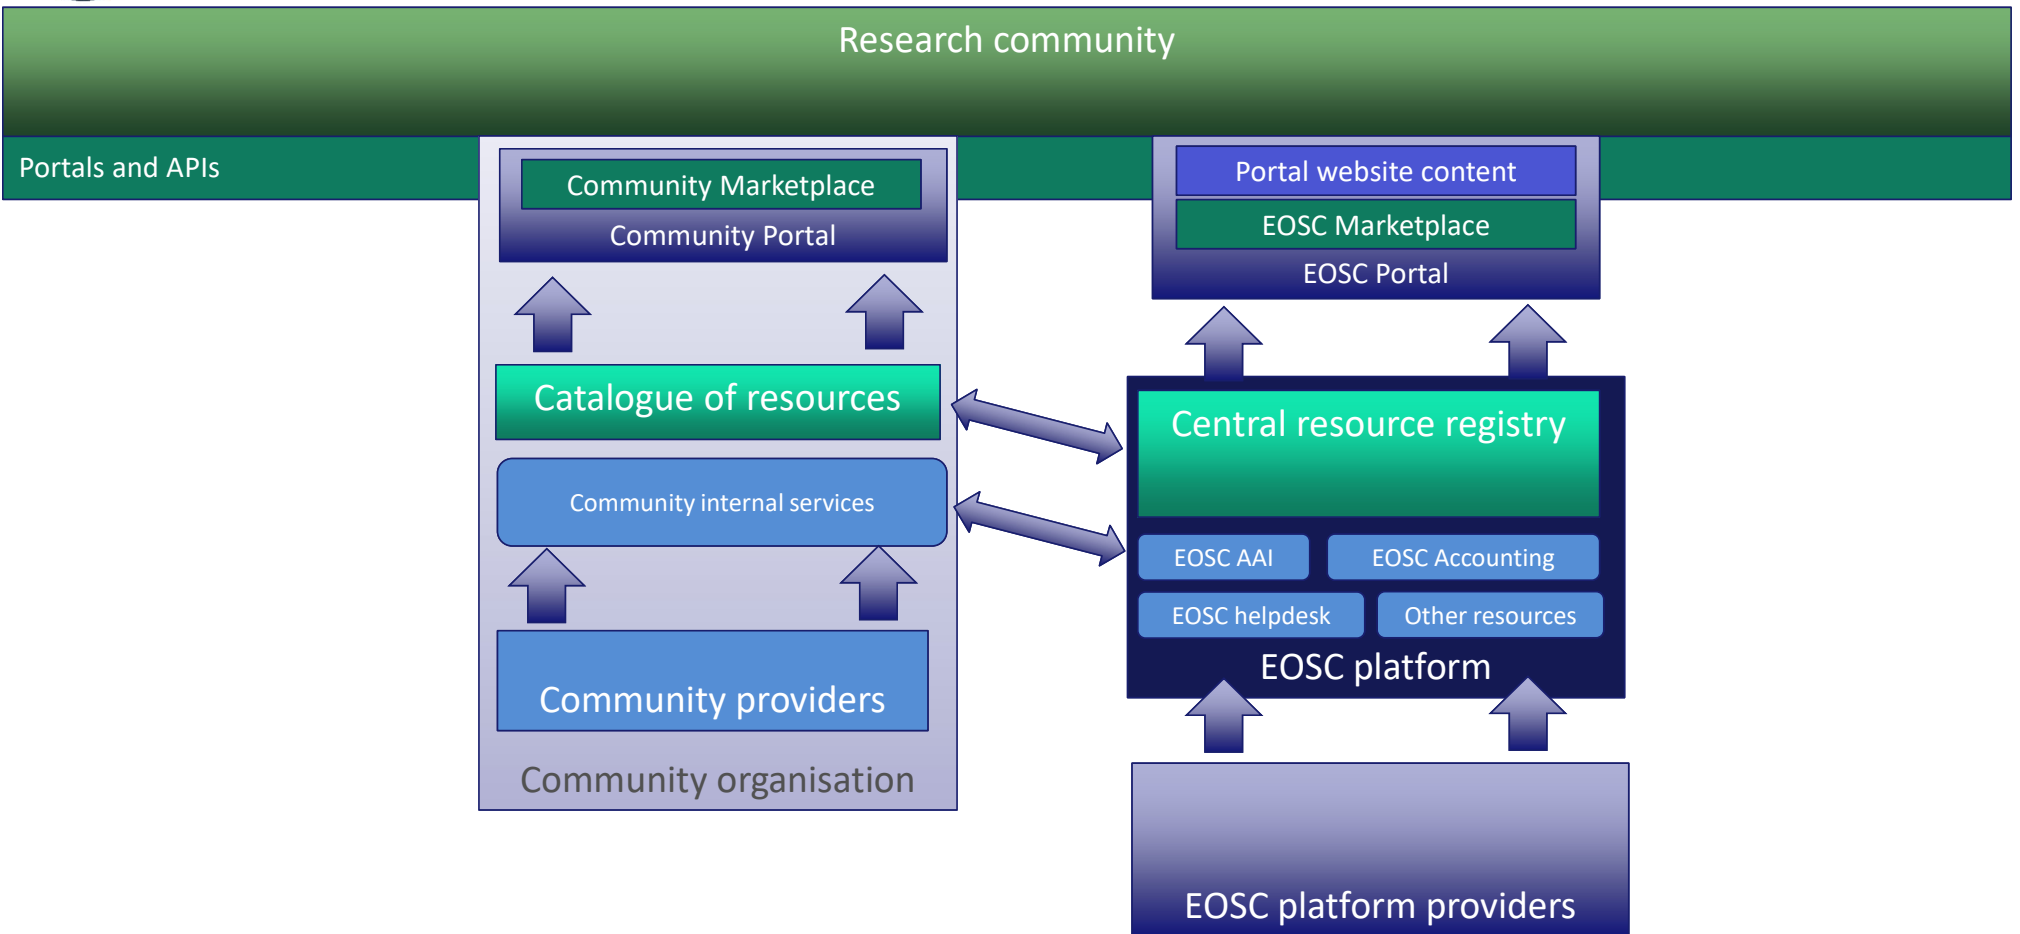 Research community
Portals and APIs
Community Marketplace
Community Portal
Catalogue of resources
Community internal services
Community providers
Community organisation
Portal website content
EOSC Marketplace
EOSC Portal
Central resource registry
EOSC AAI
EOSC Accounting
EOSC helpdesk
Other resources
EOSC platform
EOSC platform providers